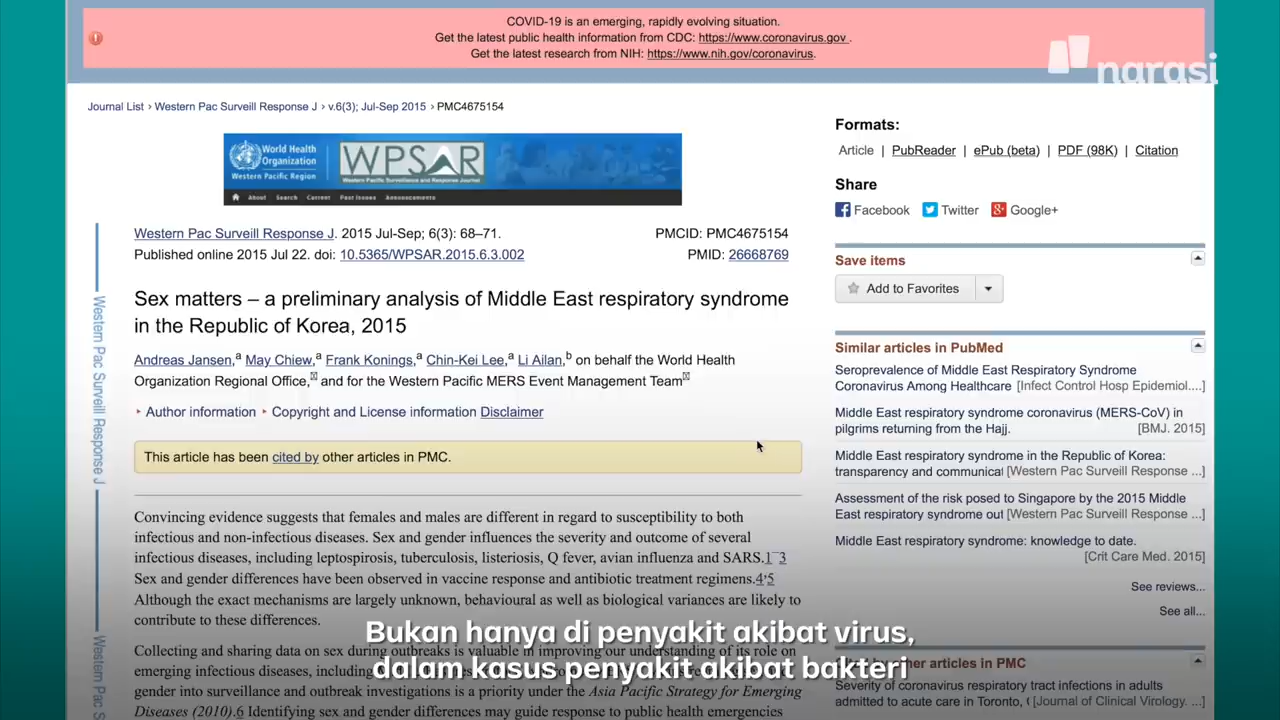 COVID-19 is an emerging, rapidly evolving situation.
Get the latest public health information from CDC: https://www.coronavirus.gov .
Get the latest research from NIH: https://www.nih.gov/coronavirus.
narasi
Journal List › Western Pac Surveill Response J › v.6(3); Jul-Sep 2015 › PMC4675154
World Health
Organization
Western Pacific Region
WPSAR
Western Pacific Surveillance and Response Journal
About Search Current Past Issues Announcements
Western Pac Surveill Response J. 2015 Jul-Sep; 6(3): 68–71.
PMCID: PMC4675154
Published online 2015 Jul 22. doi: 10.5365/WPSAR.2015.6.3.002
PMID: 26668769
Sex matters – a preliminary analysis of Middle East respiratory syndrome
in the Republic of Korea, 2015
Andreas Jansen,a May Chiew,a Frank Konings,a Chin-Kei Lee,a Li Ailan,b on behalf the World Health
Organization Regional Office, and for the Western Pacific MERS Event Management Team
Author information Copyright and License information Disclaimer
This article has been cited by other articles in PMC.
Convincing evidence suggests that females and males are different in regard to susceptibility to both
infectious and non-infectious diseases. Sex and gender influences the severity and outcome of several
infectious diseases, including leptospirosis, tuberculosis, listeriosis, Q fever, avian influenza and SARS.1–3
Sex and gender differences have been observed in vaccine response and antibiotic treatment regimens.4,5
Although the exact mechanisms are largely unknown, behavioural as well as biological variances are likely to
contribute to these differences.
Collecting and sharing data on sex during outbreaks is valuable in improving our understanding of its role on
emerging infectious diseases, including
gender into surveillance and outbreak investigations is a priority under the Asia Pacific Strategy for Emerging
Diseases (2010).6 Identifying sex and gender differences may guide response to public health emergencies
Western Pac Surveill Response J
Western Pac S
Formats:
Article | PubReader | ePub (beta) | PDF (98K) | Citation
Share
Facebook Twitter Google+
Save items
Add to Favorites
Similar articles in PubMed
Seroprevalence of Middle East Respiratory Syndrome
Coronavirus Among Healthcare [Infect Control Hosp Epidemiol....]
Middle East respiratory syndrome coronavirus (MERS-CoV) in
pilgrims returning from the Hajj. [BMJ. 2015]
Middle East respiratory syndrome in the Republic of Korea:
transparency and communicat [Western Pac Surveill Response ...]
Assessment of the risk posed to Singapore by the 2015 Middle
East respiratory syndrome out [Western Pac Surveill Response ...]
Middle East respiratory syndrome: knowledge to date.
[Crit Care Med. 2015]
See reviews...
See all...
her articles in PMC
Severity of coronavirus respiratory tract infections in adults
admitted to acute care in Toronto, ( [Journal of Clinical Virology. ...]
Bukan hanya di penyakit akibat virus,
dalam kasus penyakit akibat bakteri